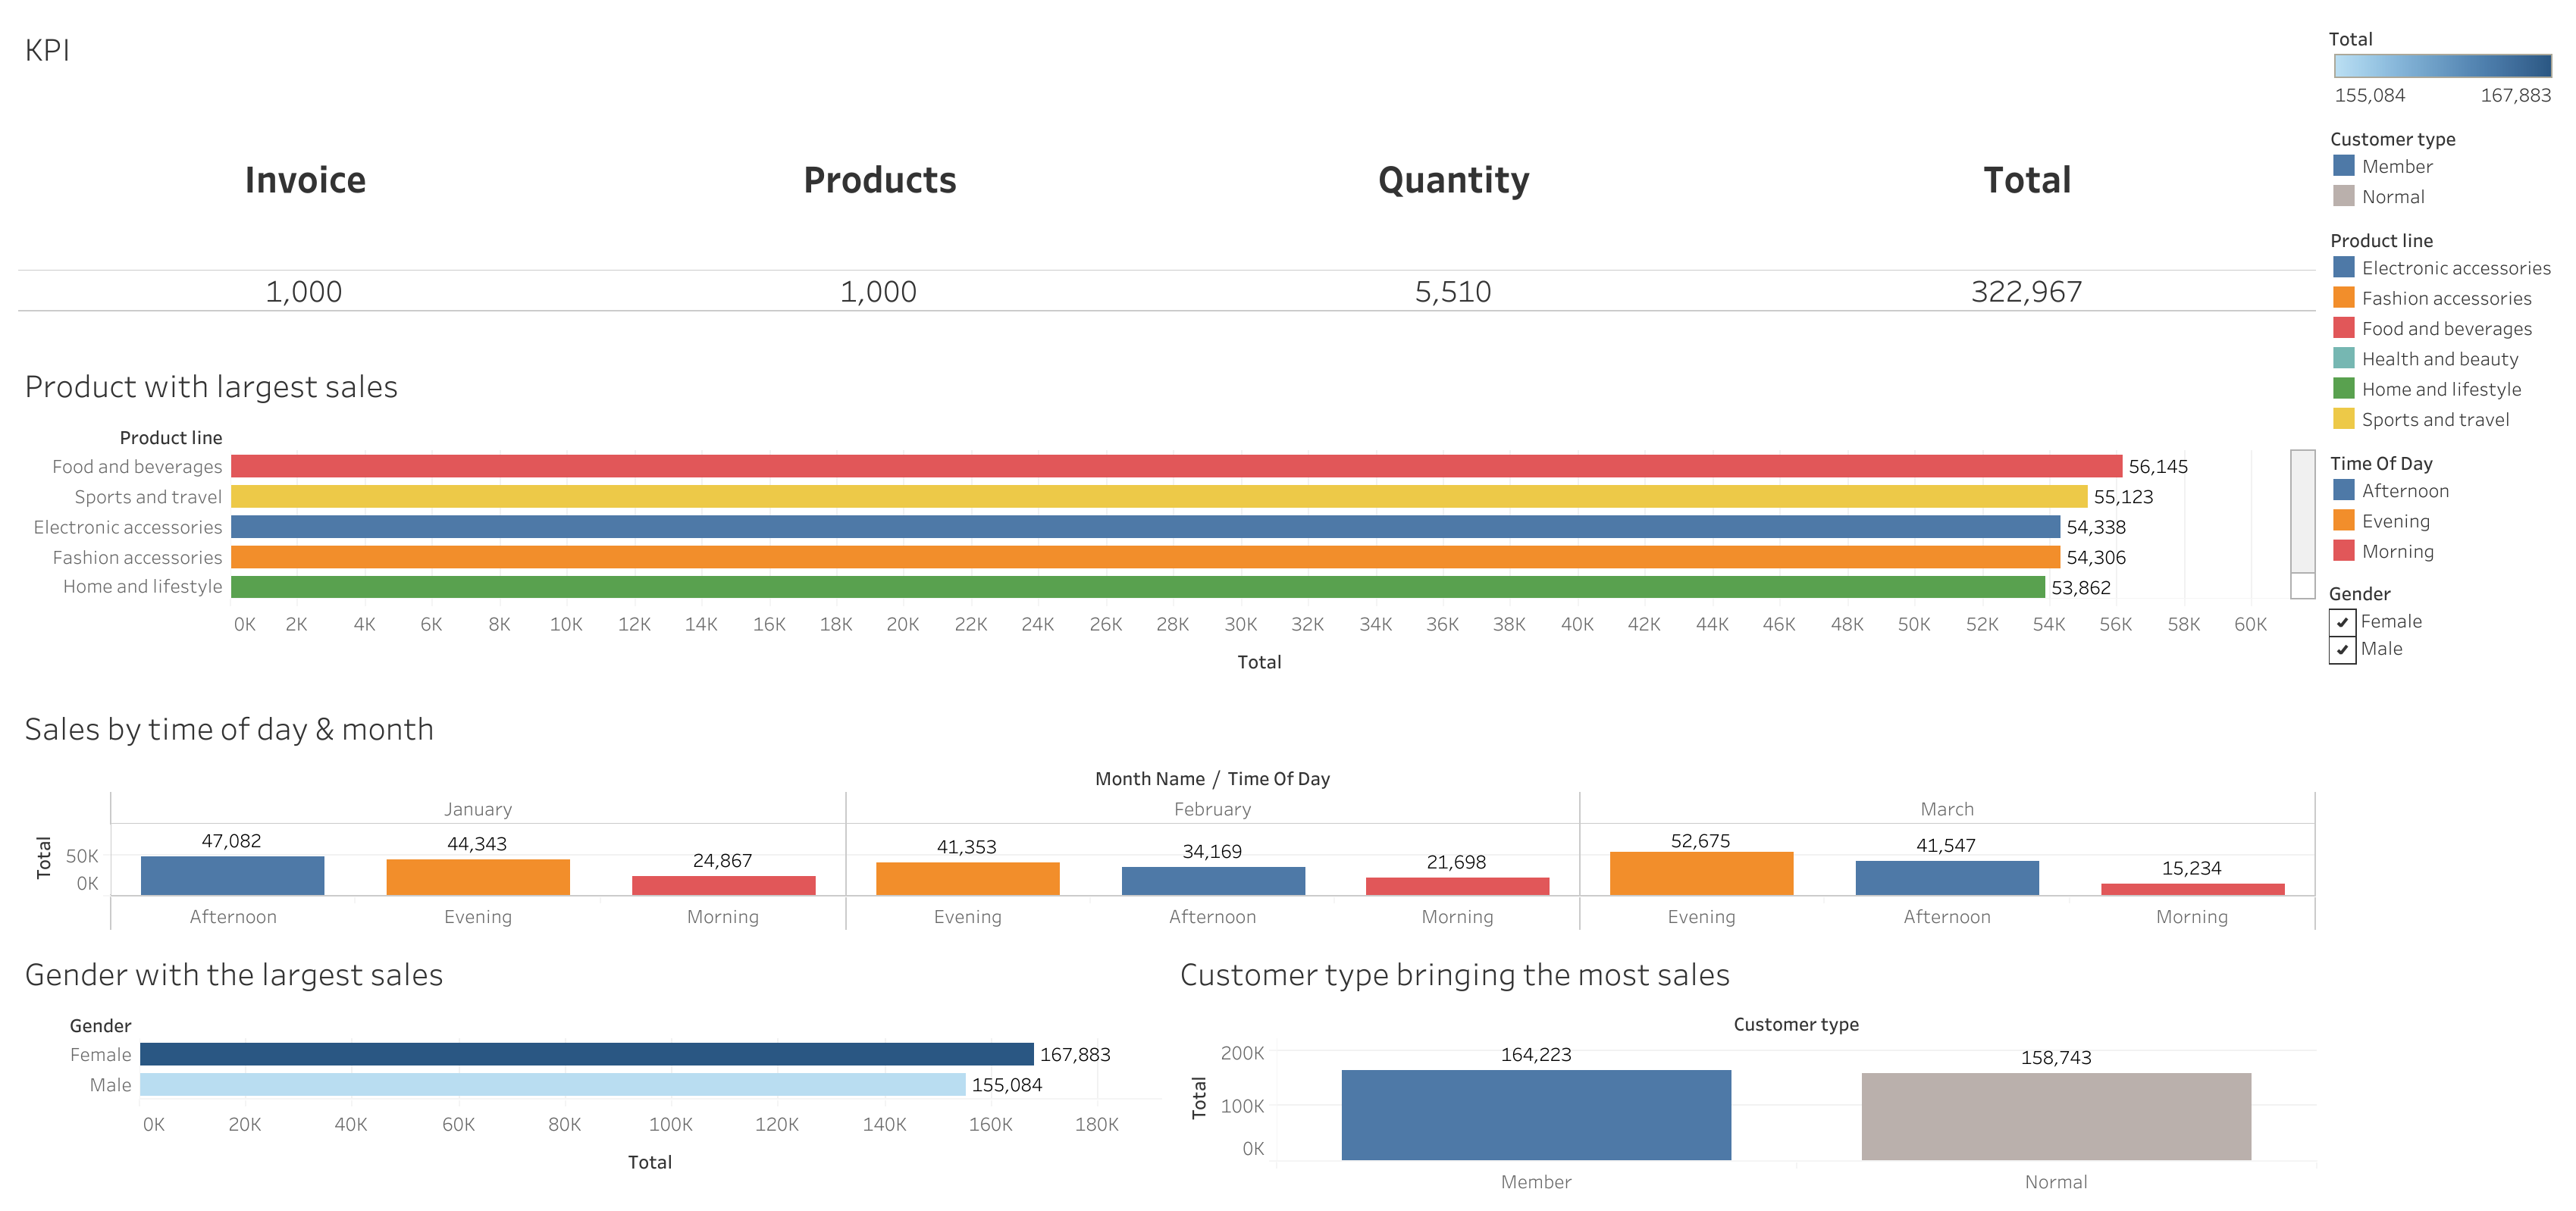 KPI
Invoice Products Quantity Total
1,000 1,000 5,510 322,967
Product with largest sales
Product line
Food and beverages 56,145
Sports and travel 55,123
Electronic accessories 54,338
Fashion accessories 54,306
Home and lifestyle 53,862
0K 2K 4K 6K 8K 10K 12K 14K 16K 18K 20K 22K 24K 26K 28K 30K 32K 34K 36K 38K 40K 42K 44K 46K 48K 50K 52K 54K 56K 58K 60K
Total
Sales by time of day & month
Month Name / Time Of Day
January February March
Total
50K
0K
47,082 44,343 24,867 41,353 34,169 21,698 52,675 41,547 15,234
Afternoon Evening Morning Evening Afternoon Morning Evening Afternoon Morning
Gender with the largest sales
Gender
Female 167,883
Male 155,084
0K 20K 40K 60K 80K 100K 120K 140K 160K 180K
Total
Customer type bringing the most sales
Customer type
Total
200K
100K
0K
164,223 158,743
Member Normal
Total
155,084 167,883
Customer type
Member
Normal
Product line
Electronic accessories
Fashion accessories
Food and beverages
Health and beauty
Home and lifestyle
Sports and travel
Time Of Day
Afternoon
Evening
Morning
Gender
Female
Male